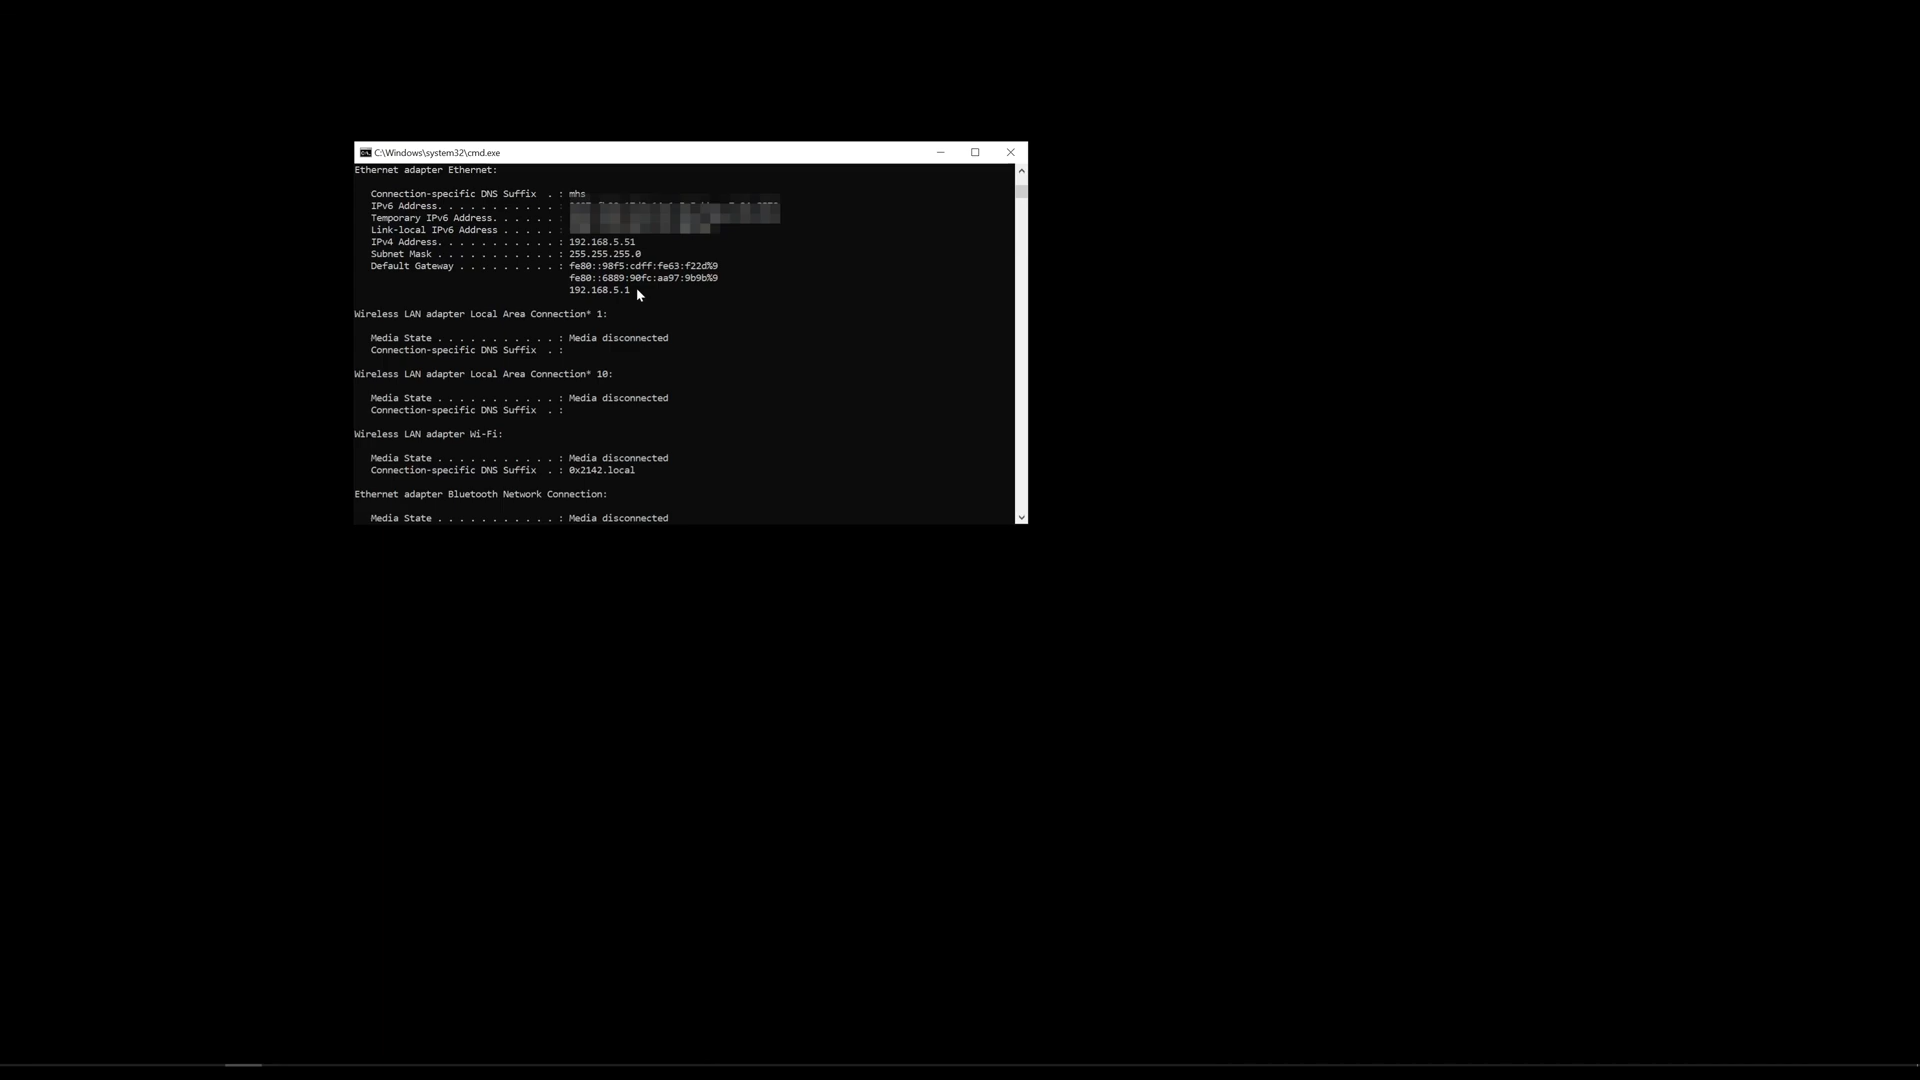 C:\Windows\system32\cmd.exe
Ethernet adapter Ethernet:
Connection-specific DNS Suffix  . : mhs
IPv6 Address. . . . . . . . . . . :
Temporary IPv6 Address. . . . . . :
Link-local IPv6 Address . . . . . :
IPv4 Address. . . . . . . . . . . : 192.168.5.51
Subnet Mask . . . . . . . . . . . : 255.255.255.0
Default Gateway . . . . . . . . . : fe80::98f5:cdff:fe63:f22d%9
fe80::6889:90fc:aa97:9b9b%9
192.168.5.1
Wireless LAN adapter Local Area Connection* 1:
Media State . . . . . . . . . . . : Media disconnected
Connection-specific DNS Suffix  . :
Wireless LAN adapter Local Area Connection* 10:
Media State . . . . . . . . . . . : Media disconnected
Connection-specific DNS Suffix  . :
Wireless LAN adapter Wi-Fi:
Media State . . . . . . . . . . . : Media disconnected
Connection-specific DNS Suffix  . : 0x2142.local
Ethernet adapter Bluetooth Network Connection:
Media State . . . . . . . . . . . : Media disconnected